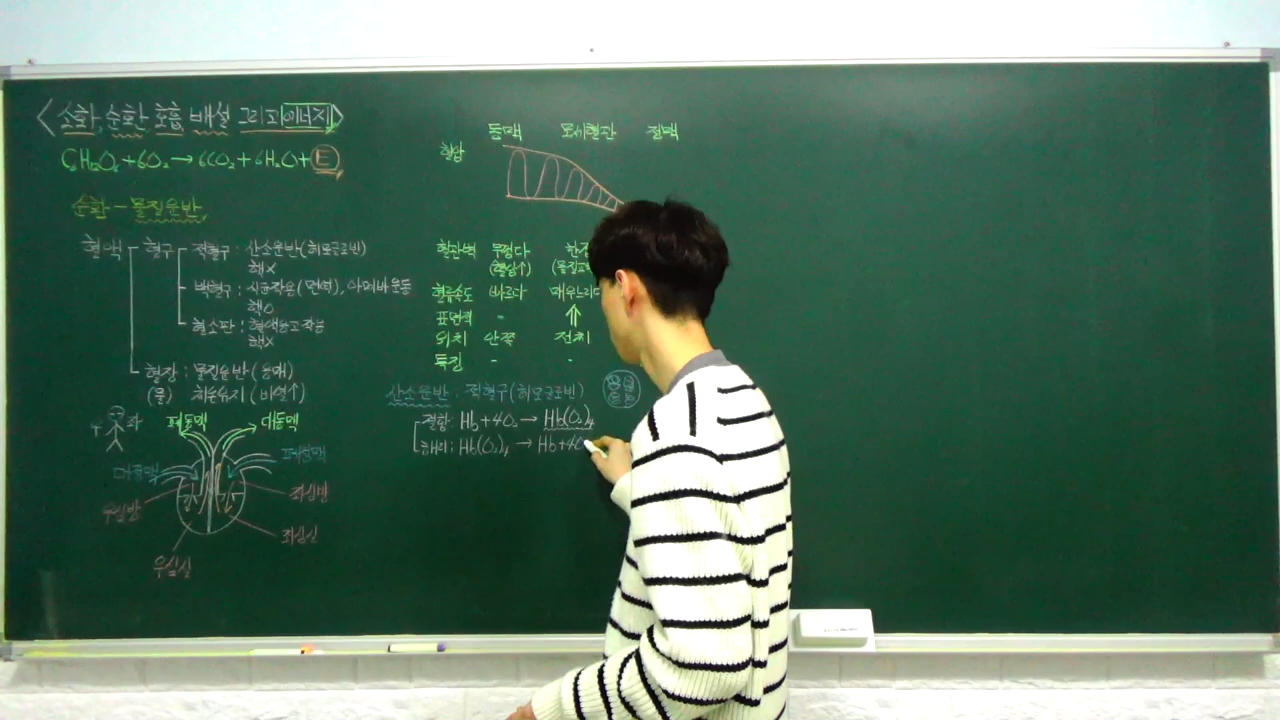 <소화, 순환, 호흡, 배설 그리고 에너지>
C₆H₁₂O₆+6O₂→6CO₂+6H₂O+E
순환 - 물질운반
혈액 혈구 적혈구 : 산소운반(헤모글로빈)
핵X
백혈구 : 식균작용(면역), 아메바운동
핵O
혈소판 : 혈액응고작용
핵X
혈장 : 물질운반(용매)
(물) 체온유지 (비열↑)
우 좌
폐동맥 대동맥
대정맥 폐정맥
우심방 좌심방
우심실 좌심실
동맥 모세혈관 정맥
혈압
혈관벽 두껍다 한겹
(혈압↑) (물질교
혈류속도 빠르다 매우느리다
표면적 - ⇑
위치 안쪽 전체
특징 - -
산소운반 : 적혈구(헤모글로빈)
결합 : Hb+4O₂ → Hb(O₂)₄
해리 : Hb(O₂)₄ → Hb+4O